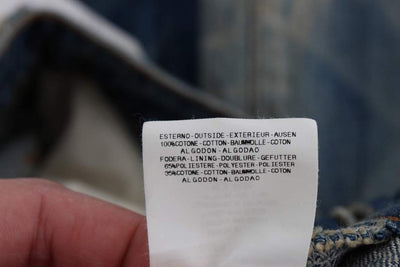 ESTERNO-OUTSIDE-EXTERIEUR-AUSEN
100%COTONE-COTTON-BAUMWOLLE-COTON
ALGODON-ALGODAO
FODERA-LINING-DOUBLURE-GEFUTTER
65%POLIESTERE-POLYESTER-POLIESTER
35%COTONE-COTTON-BAUMWOLLE-COTON
ALGODON-ALGODAO